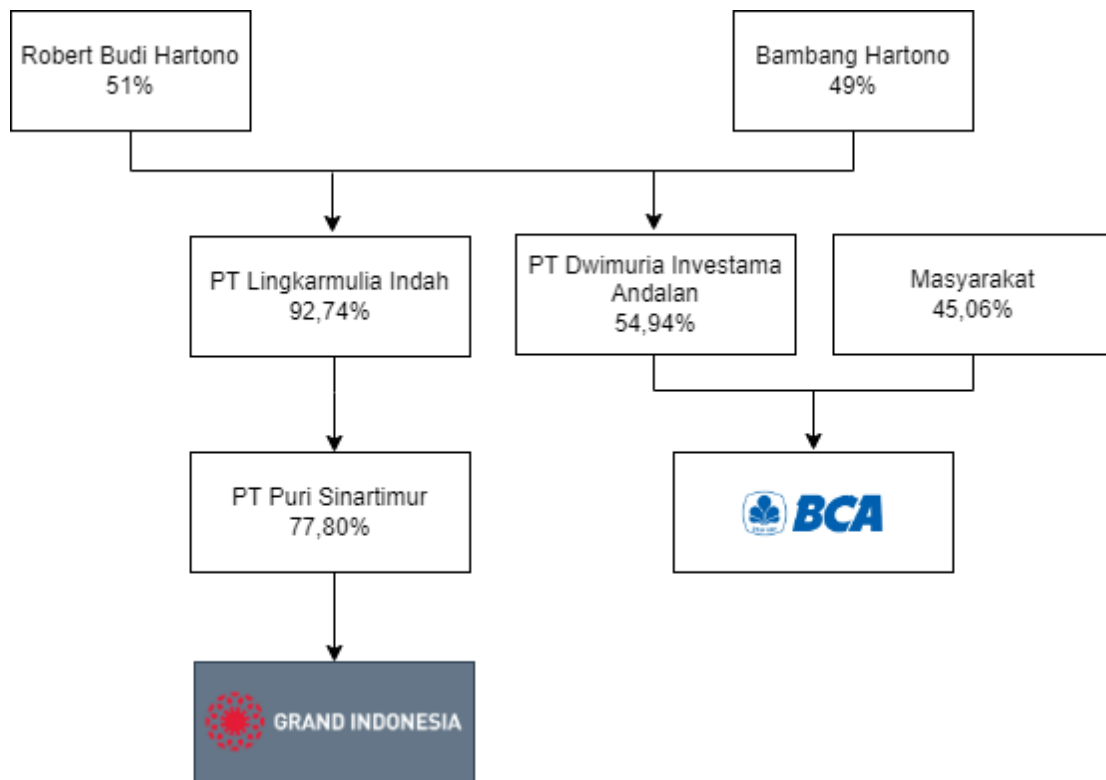 Robert Budi Hartono
51%
Bambang Hartono
49%
PT Lingkarmulia Indah
92,74%
PT Dwimuria Investama
Andalan
54,94%
Masyarakat
45,06%
PT Puri Sinartimur
77,80%
BCA
GRAND INDONESIA